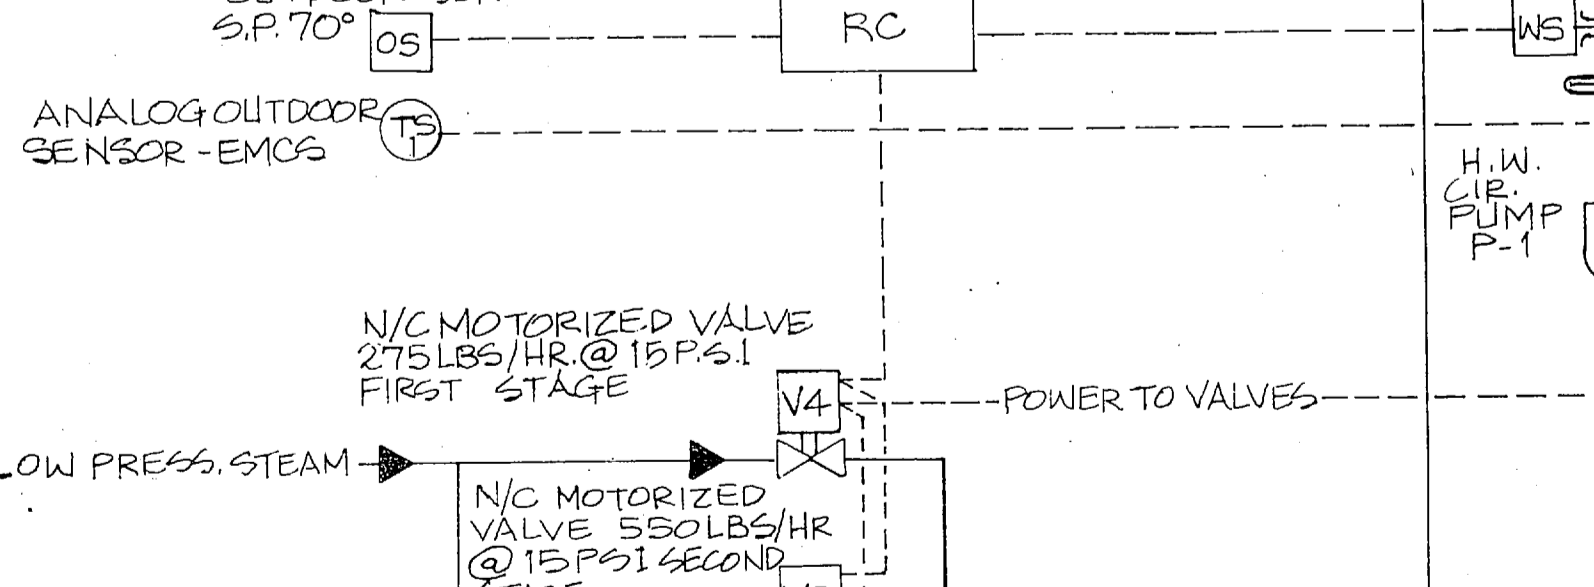 S.P. 70°
OS
RC
WS
ANALOG OUTDOOR
SENSOR - EMCS
TS
1
H.W.
CIR.
PUMP
P-1
N/C MOTORIZED VALVE
275 LBS/HR. @ 15 P.S.I
FIRST STAGE
V4
POWER TO VALVES
LOW PRESS. STEAM
N/C MOTORIZED
VALVE 550 LBS/HR
@ 15 PSI SECOND